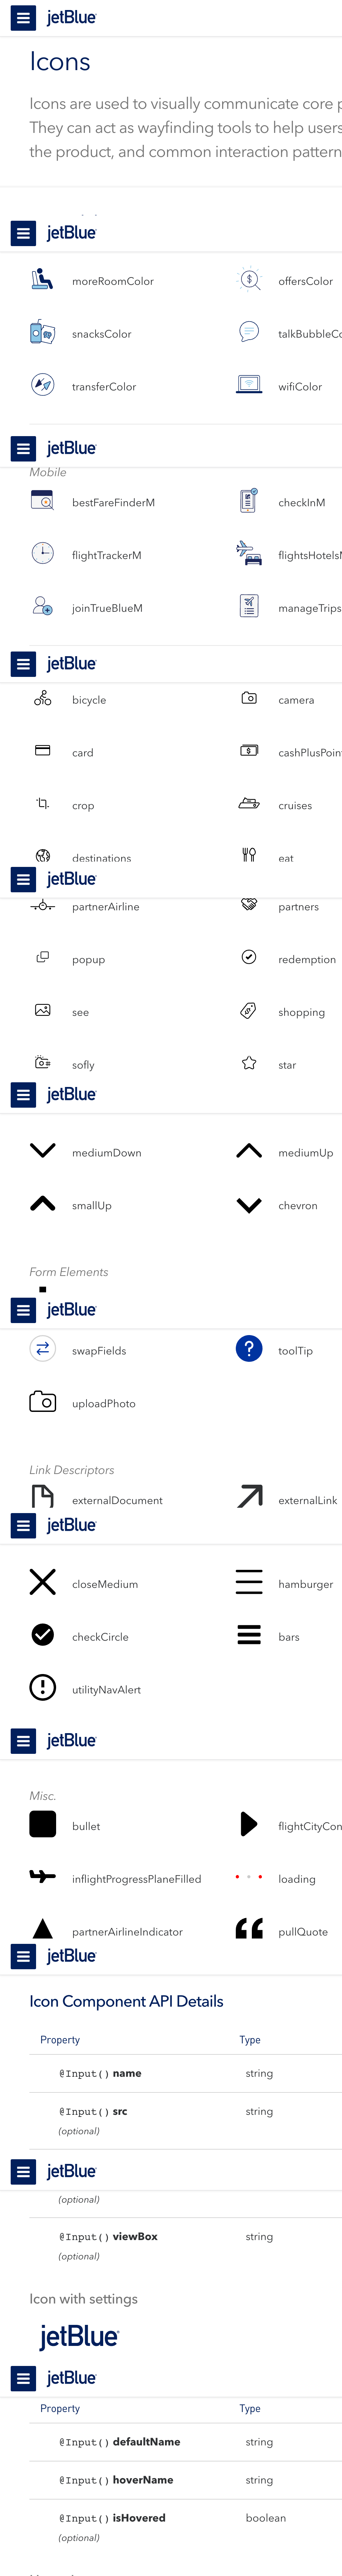 jetBlue
Icons
Icons are used to visually communicate core p
They can act as wayfinding tools to help users
the product, and common interaction pattern
jetBlue
moreRoomColor offersColor
snacksColor talkBubbleCo
transferColor wifiColor
jetBlue
Mobile
bestFareFinderM checkInM
flightTrackerM flightsHotelsM
joinTrueBlueM manageTrips
jetBlue
bicycle camera
card cashPlusPoin
crop cruises
destinations eat
jetBlue
partnerAirline partners
popup redemption
see shopping
sofly star
jetBlue
mediumDown mediumUp
smallUp chevron
Form Elements
jetBlue
swapFields toolTip
uploadPhoto
Link Descriptors
externalDocument externalLink
jetBlue
closeMedium hamburger
checkCircle bars
utilityNavAlert
jetBlue
Misc.
bullet flightCityCon
inflightProgressPlaneFilled loading
partnerAirlineIndicator pullQuote
jetBlue
Icon Component API Details
Property Type
@Input() name string
@Input() src string
(optional)
jetBlue
(optional)
@Input() viewBox string
(optional)
Icon with settings
jetBlue
jetBlue
Property Type
@Input() defaultName string
@Input() hoverName string
@Input() isHovered boolean
(optional)